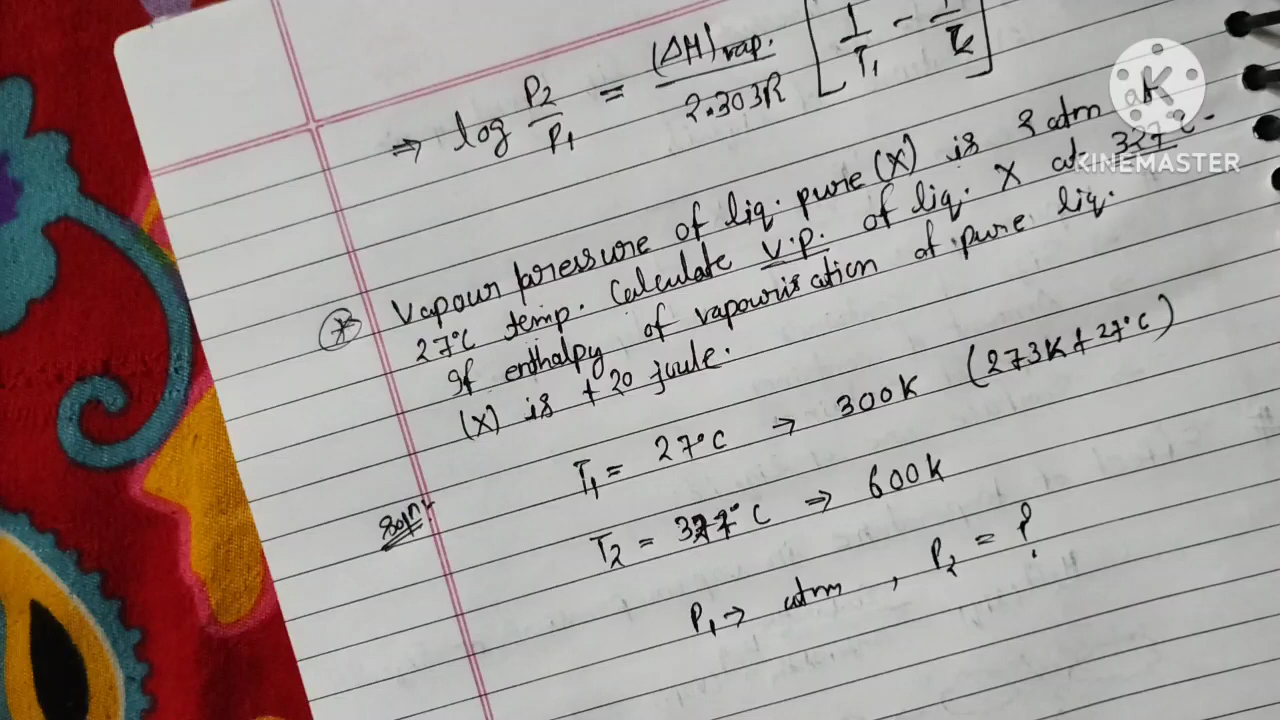 ⇒ log P2/P1 = (ΔH)vap. / 2.303R [1/T1 - 1/T2]
KINEMASTER
Vapour pressure of liq. pure (X) is 3 atm at
27°C temp. Calculate V.P. of liq. X at 327°C.
If enthalpy of vapourisation of pure liq.
(X) is + 20 joule.
Solⁿ:
T1 = 27°C → 300K (273K + 27°C)
T2 = 327°C ⇒ 600K
P1 → atm , P2 = ?